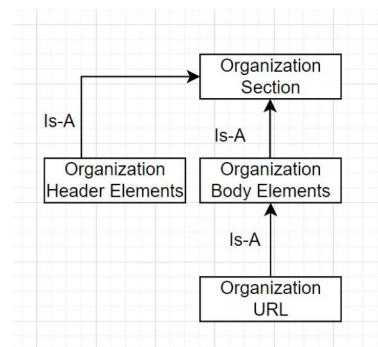 Organization
Section
Is-A
Is-A
Organization
Header Elements
Organization
Body Elements
Is-A
Organization
URL